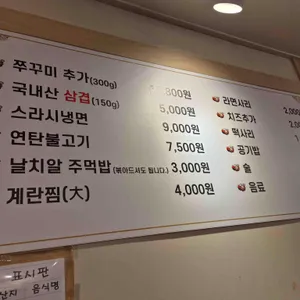 쭈꾸미 추가(300g)
국내산 삼겹(150g) 5,000원
스라시냉면 9,000원
연탄불고기 7,500원
날치알 주먹밥(볶아드셔도 됩니다) 3,000원
계란찜(大) 4,000원
라면사리
치즈추가
떡사리
공기밥
술
음료
표시판
음식명